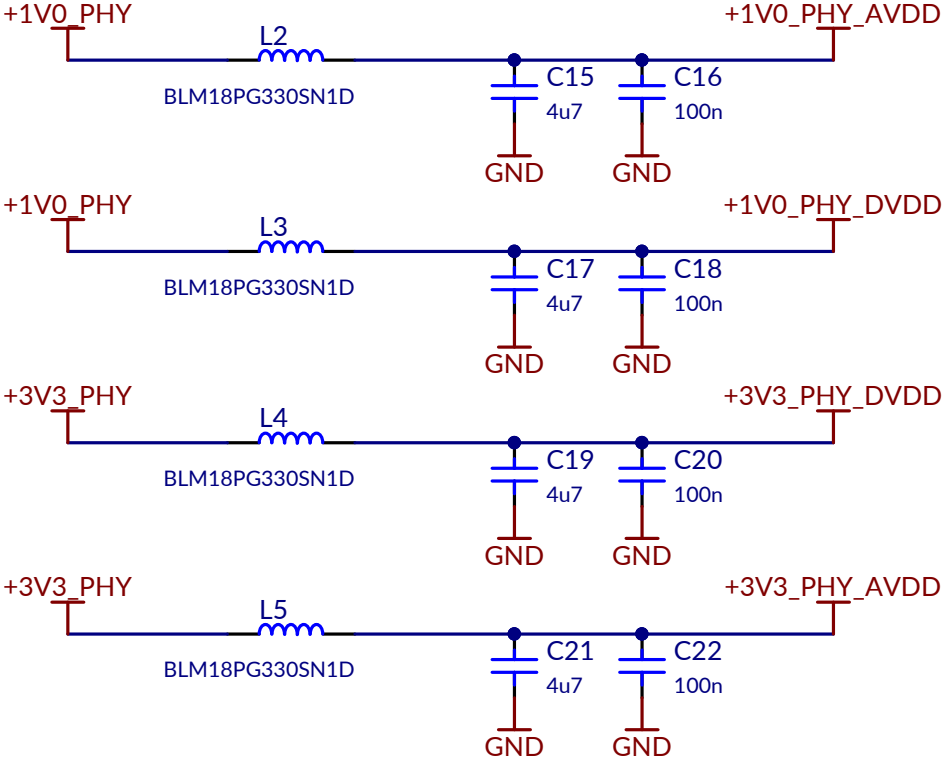 +1V0_PHY
+1V0_PHY_AVDD
L2
BLM18PG330SN1D
C15
4u7
C16
100n
GND
GND
+1V0_PHY
+1V0_PHY_DVDD
L3
BLM18PG330SN1D
C17
4u7
C18
100n
GND
GND
+3V3_PHY
+3V3_PHY_DVDD
L4
BLM18PG330SN1D
C19
4u7
C20
100n
GND
GND
+3V3_PHY
+3V3_PHY_AVDD
L5
BLM18PG330SN1D
C21
4u7
C22
100n
GND
GND